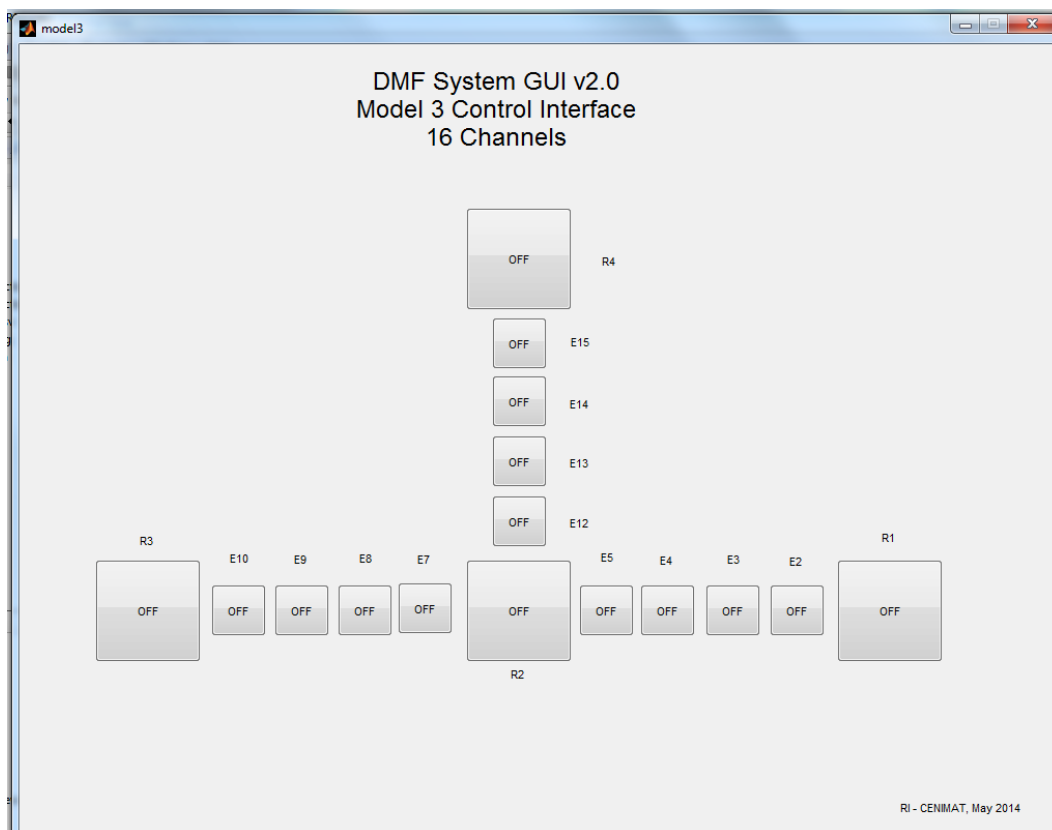 model3
DMF System GUI v2.0
Model 3 Control Interface
16 Channels
OFF
R4
OFF
E15
OFF
E14
OFF
E13
OFF
E12
R3
E10
E9
E8
E7
E5
E4
E3
E2
R1
OFF
OFF
OFF
OFF
OFF
OFF
OFF
OFF
OFF
OFF
OFF
R2
RI - CENIMAT, May 2014